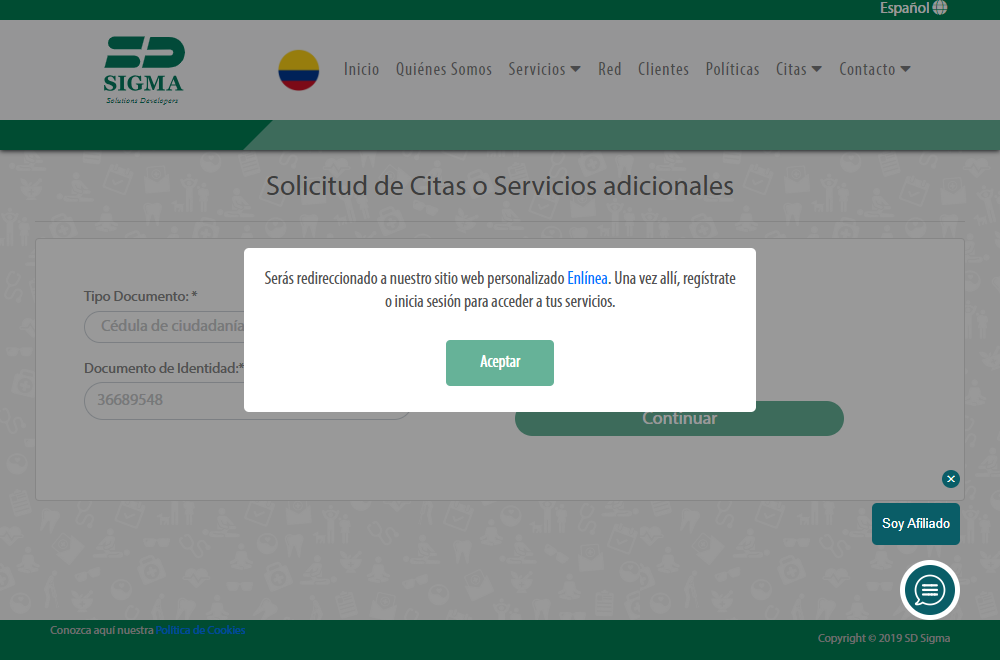 Español
SD
SIGMA
Solutions Developers
Inicio Quiénes Somos Servicios Red Clientes Políticas Citas Contacto
Solicitud de Citas o Servicios adicionales
Serás redireccionado a nuestro sitio web personalizado Enlínea. Una vez allí, regístrate
o inicia sesión para acceder a tus servicios.
Aceptar
Tipo Documento: *
Cédula de ciudadanía
Documento de Identidad:*
36689548
Continuar
Soy Afiliado
Conozca aquí nuestra Política de Cookies
Copyright © 2019 SD Sigma